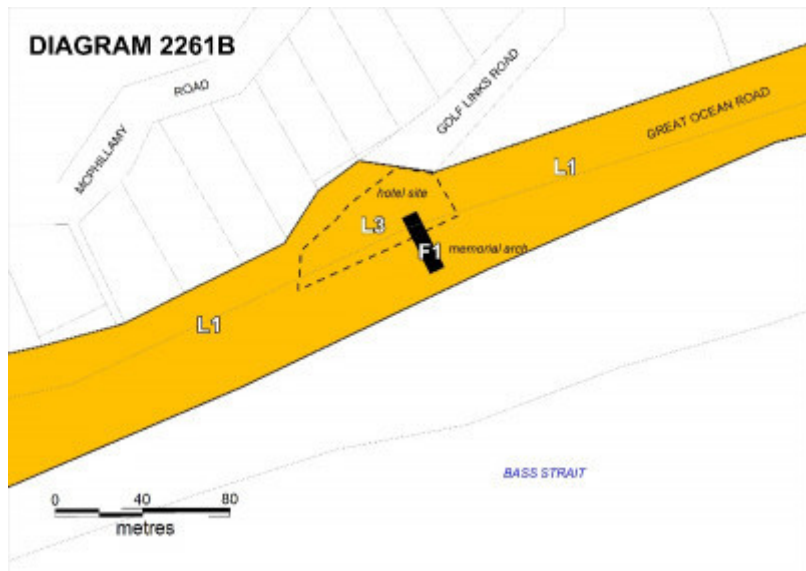 DIAGRAM 2261B
ROAD
MCPHILLAMY
GOLF LINKS ROAD
GREAT OCEAN ROAD
L1
hotel site
L3
F1
memorial arch
L1
BASS STRAIT
0 40 80
metres